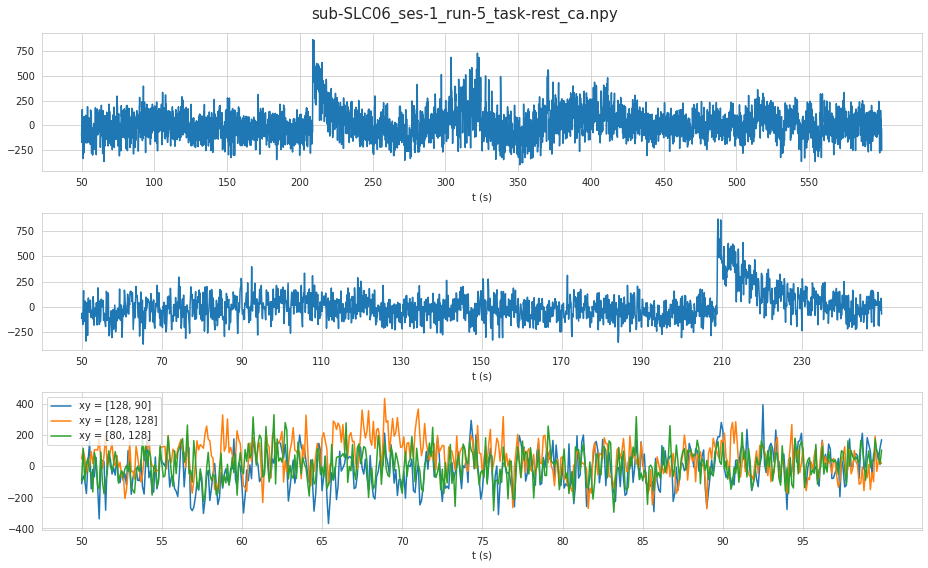 sub-SLC06_ses-1_run-5_task-rest_ca.npy
750
500
250
0
−250
50 100 150 200 250 300 350 400 450 500 550
t (s)
750
500
250
0
−250
50 70 90 110 130 150 170 190 210 230
t (s)
400
200
0
−200
−400
xy = [128, 90]
xy = [128, 128]
xy = [80, 128]
50 55 60 65 70 75 80 85 90 95
t (s)